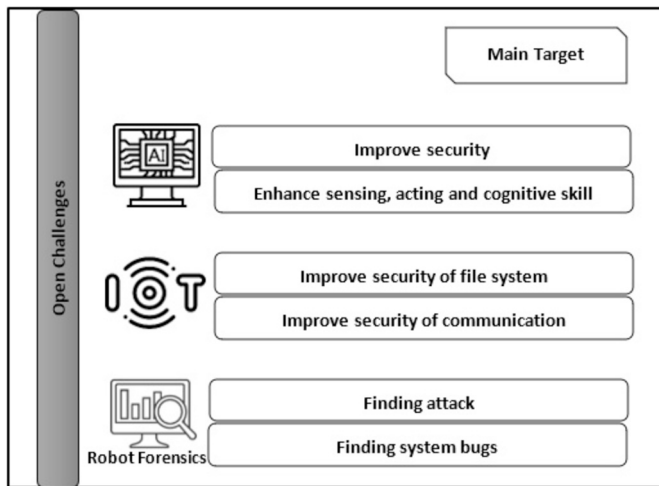 Main Target
Open Challenges
AI
Improve security
Enhance sensing, acting and cognitive skill
IOT
Improve security of file system
Improve security of communication
Finding attack
Finding system bugs
Robot Forensics